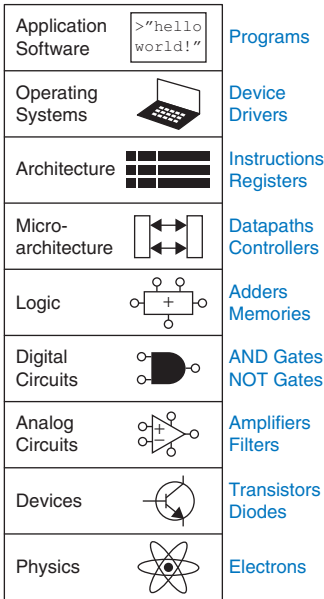 Application
Software
>"hello
world!"
Programs
Operating
Systems
Device
Drivers
Architecture
Instructions
Registers
Micro-
architecture
Datapaths
Controllers
Logic
+
Adders
Memories
Digital
Circuits
AND Gates
NOT Gates
Analog
Circuits
+
−
Amplifiers
Filters
Devices
Transistors
Diodes
Physics
Electrons